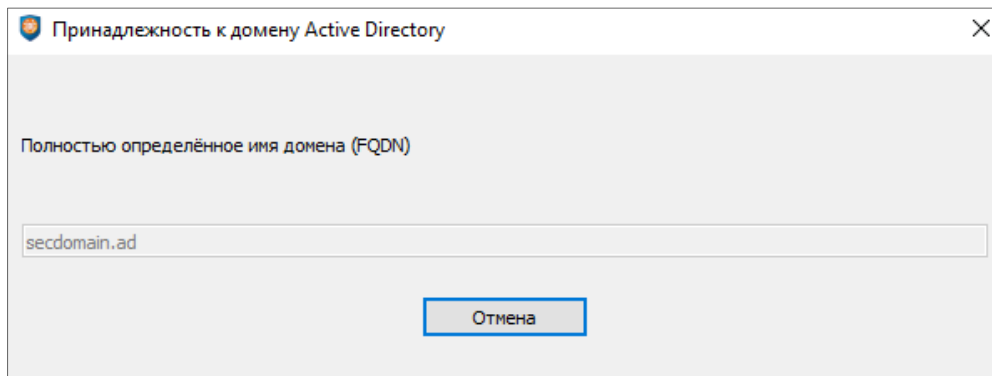 Принадлежность к домену Active Directory
Полностью определённое имя домена (FQDN)
secdomain.ad
Отмена